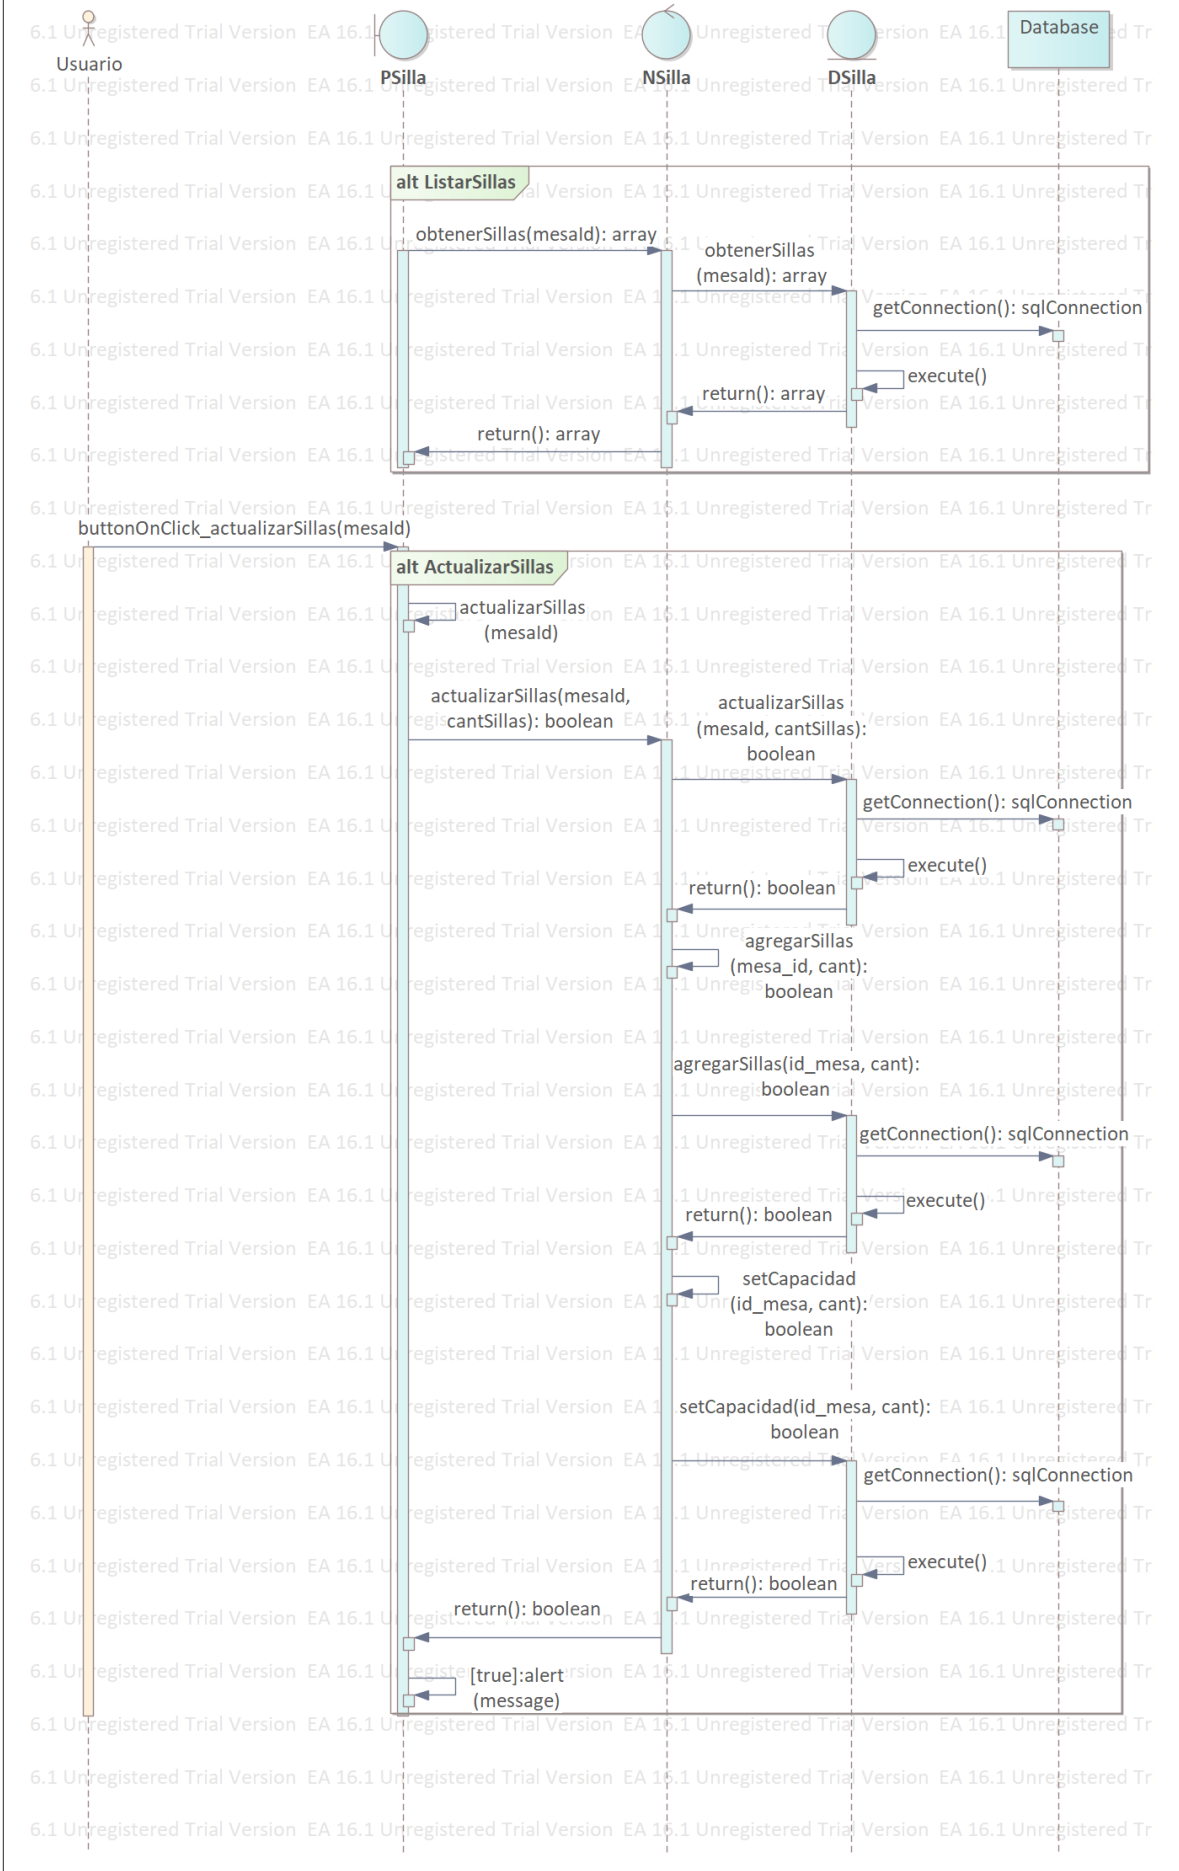 Usuario
PSilla
NSilla
DSilla
Database
alt ListarSillas
obtenerSillas(mesaId): array
obtenerSillas
(mesaId): array
getConnection(): sqlConnection
execute()
return(): array
return(): array
buttonOnClick_actualizarSillas(mesaId)
alt ActualizarSillas
actualizarSillas
(mesaId)
actualizarSillas(mesaId,
cantSillas): boolean
actualizarSillas
(mesaId, cantSillas):
boolean
getConnection(): sqlConnection
execute()
return(): boolean
agregarSillas
(mesa_id, cant):
boolean
agregarSillas(id_mesa, cant):
boolean
getConnection(): sqlConnection
execute()
return(): boolean
setCapacidad
(id_mesa, cant):
boolean
setCapacidad(id_mesa, cant):
boolean
getConnection(): sqlConnection
execute()
return(): boolean
return(): boolean
[true]:alert
(message)